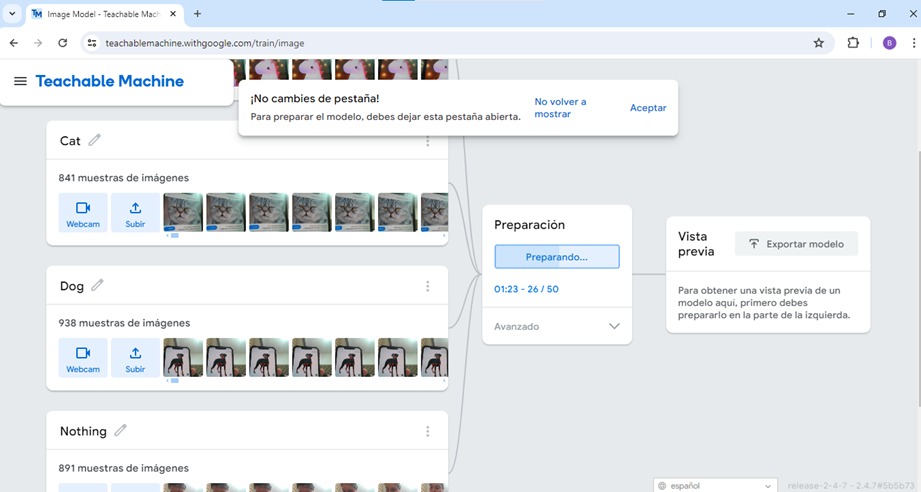 Image Model - Teachable Mach
teachablemachine.withgoogle.com/train/image
B
Teachable Machine
¡No cambies de pestaña!
Para preparar el modelo, debes dejar esta pestaña abierta.
No volver a
mostrar
Aceptar
Cat
841 muestras de imágenes
Webcam
Subir
Dog
938 muestras de imágenes
Webcam
Subir
Nothing
891 muestras de imágenes
Preparación
Preparando...
01:23 - 26 / 50
Avanzado
Vista
previa
Exportar modelo
Para obtener una vista previa de un
modelo aquí, primero debes
prepararlo en la parte de la izquierda.
español
release-2-4-7 - 2.4.7#5b5b73